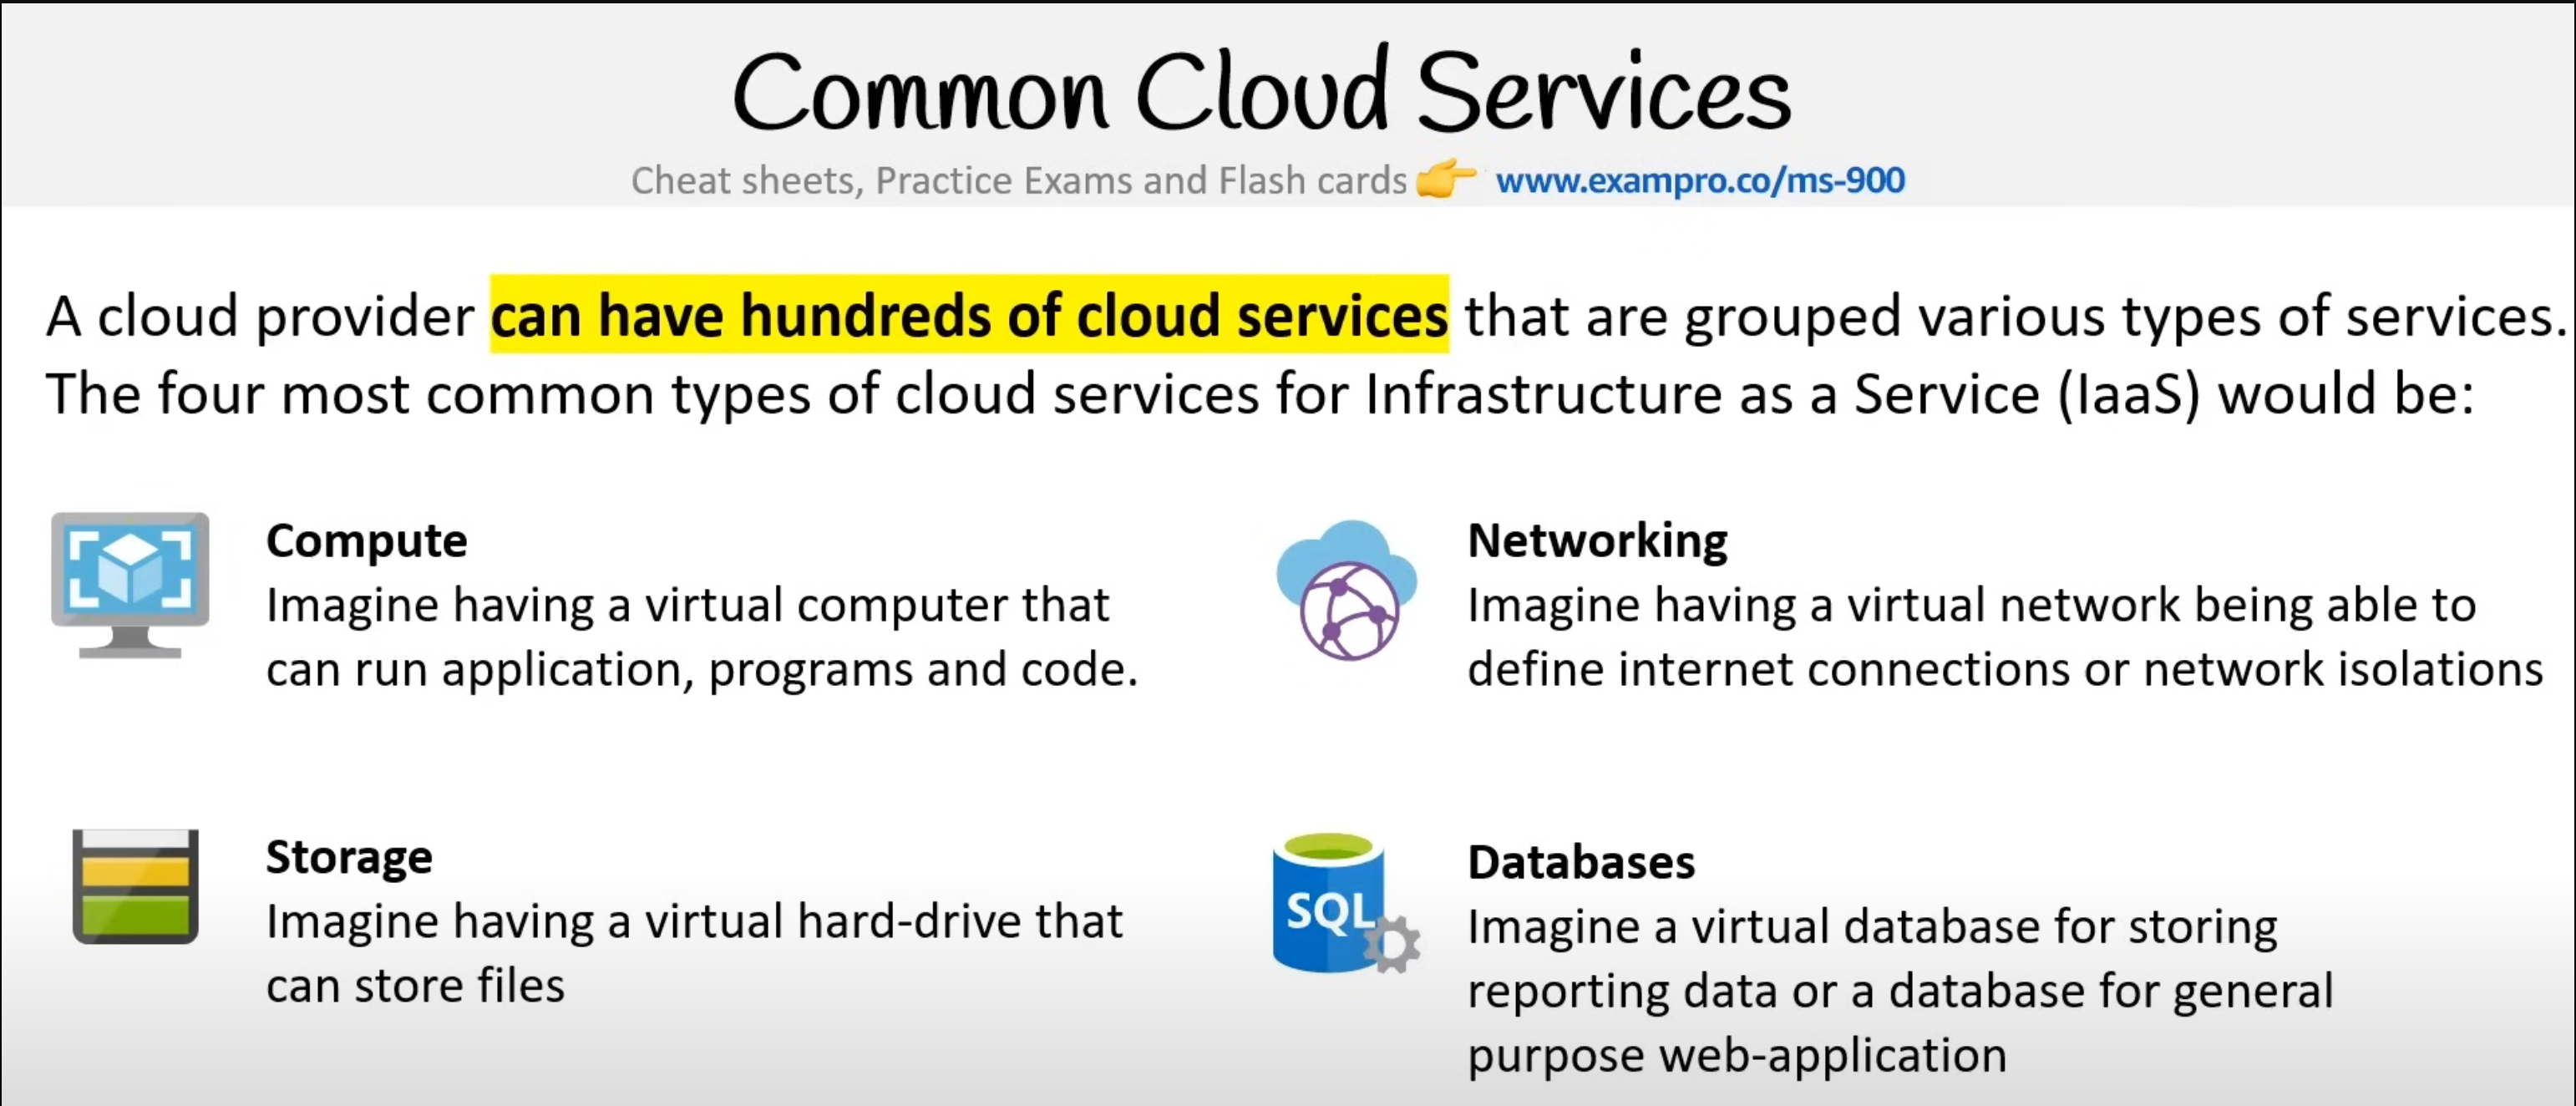 Common Cloud Services
Cheat sheets, Practice Exams and Flash cards 👉 www.exampro.co/ms-900
A cloud provider can have hundreds of cloud services that are grouped various types of services.
The four most common types of cloud services for Infrastructure as a Service (IaaS) would be:
Compute
Imagine having a virtual computer that
can run application, programs and code.
Networking
Imagine having a virtual network being able to
define internet connections or network isolations
Storage
Imagine having a virtual hard-drive that
can store files
SQL
Databases
Imagine a virtual database for storing
reporting data or a database for general
purpose web-application